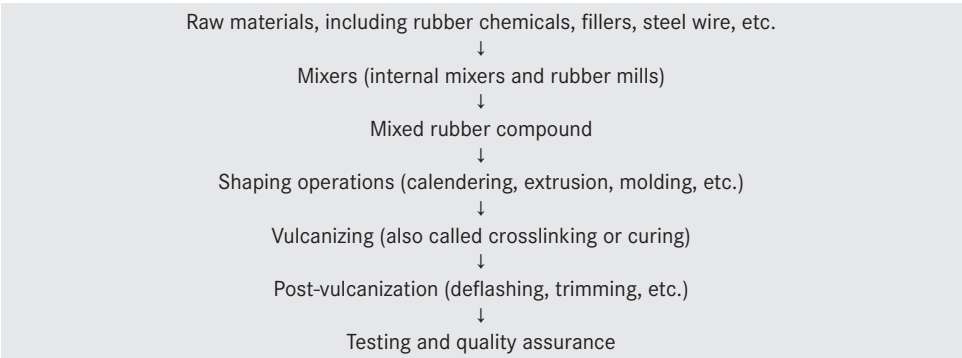 Raw materials, including rubber chemicals, fillers, steel wire, etc.
↓
Mixers (internal mixers and rubber mills)
↓
Mixed rubber compound
↓
Shaping operations (calendering, extrusion, molding, etc.)
↓
Vulcanizing (also called crosslinking or curing)
↓
Post-vulcanization (deflashing, trimming, etc.)
↓
Testing and quality assurance